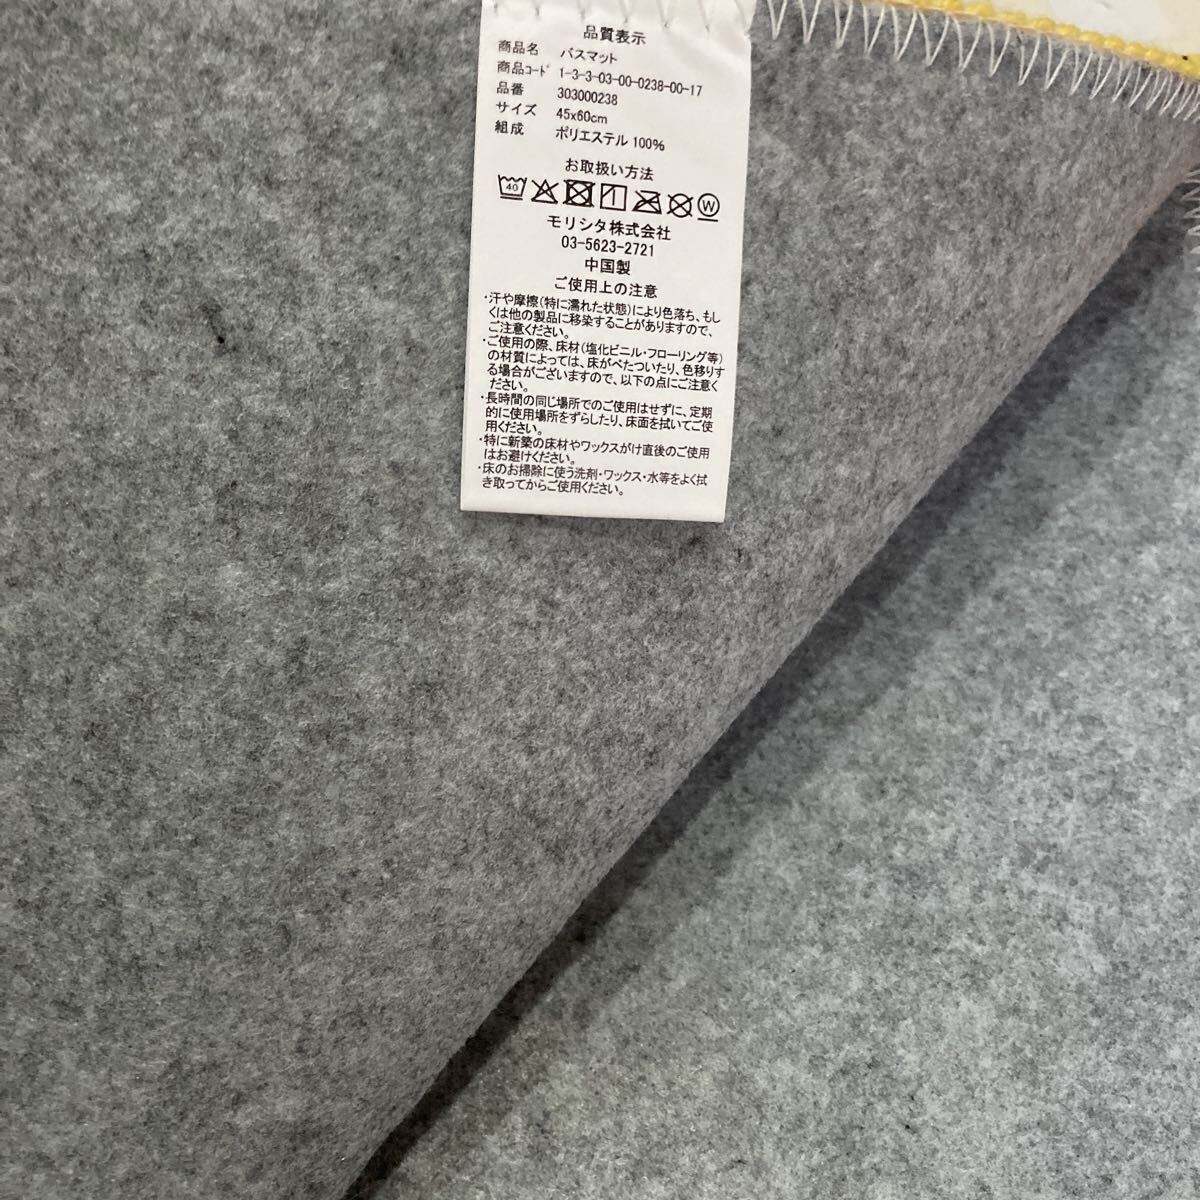 品質表示
商品名 バスマット
商品コード 1-3-3-03-00-0238-00-17
品番 303000238
サイズ 45x60cm
組成 ポリエステル 100%
お取扱い方法
40 W
モリシタ株式会社
03-5623-2721
中国製
ご使用上の注意
・汗や摩擦(特に濡れた状態)により色落ち、もし
くは他の製品に移染することがありますので、
ご注意ください。
・ご使用の際、床材(塩化ビニル・フローリング等)
の材質によっては、床がべたついたり、色移りす
る場合がございますので、以下の点にご注意く
ださい。
・長時間の同じ場所でのご使用はせずに、定期
的に使用場所をずらしたり、床面を拭いてご使
用ください。
・特に新築の床材やワックスがけ直後のご使用
はお避けください。
・床のお掃除に使う洗剤・ワックス・水等をよく拭
き取ってからご使用ください。